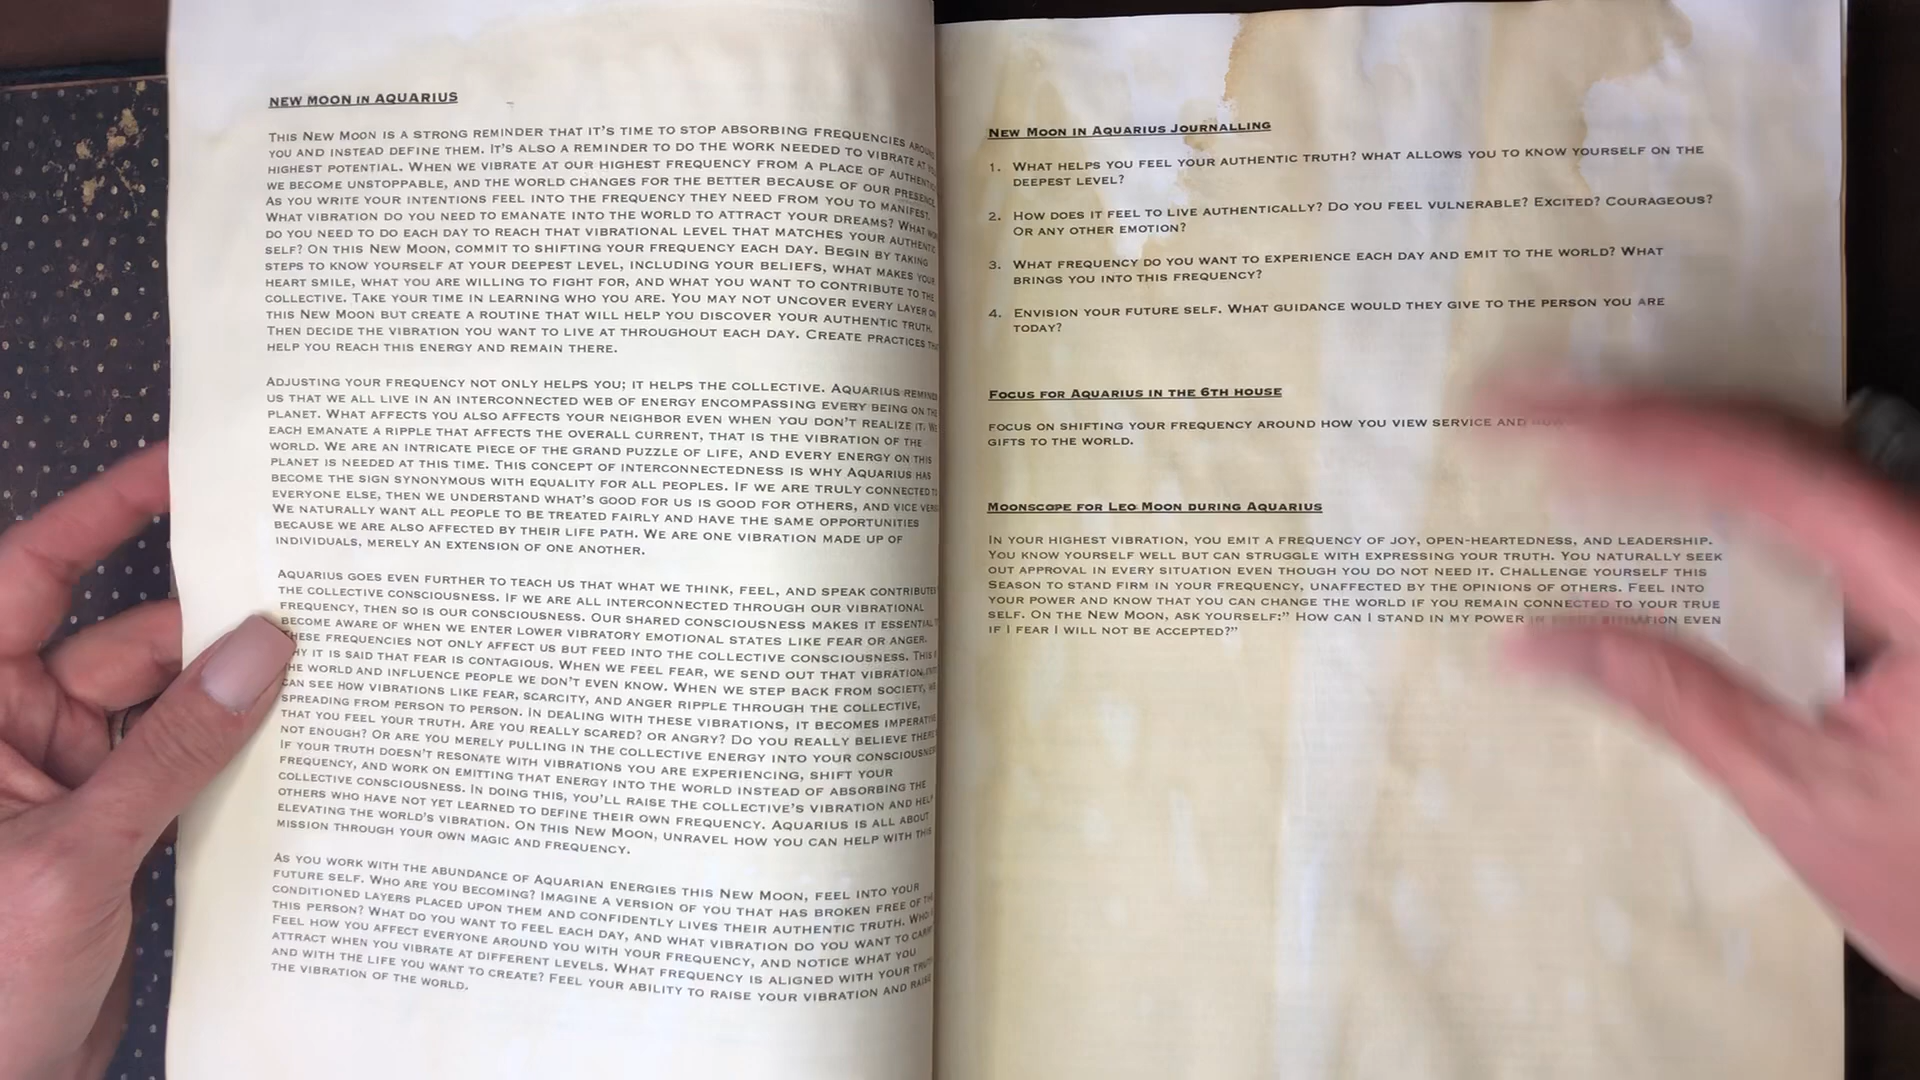 NEW MOON IN AQUARIUS
THIS NEW MOON IS A STRONG REMINDER THAT IT'S TIME TO STOP ABSORBING FREQUENCIES
YOU AND INSTEAD DEFINE THEM. IT'S ALSO A REMINDER TO DO THE WORK NEEDED TO VIBRATE AT
HIGHEST POTENTIAL. WHEN WE VIBRATE AT OUR HIGHEST FREQUENCY FROM A PLACE OF
WE BECOME UNSTOPPABLE, AND THE WORLD CHANGES FOR THE BETTER BECAUSE OF OUR PRESENCE.
AS YOU WRITE YOUR INTENTIONS FEEL INTO THE FREQUENCY THEY NEED FROM YOU TO MANIFEST.
WHAT VIBRATION DO YOU NEED TO EMANATE INTO THE WORLD TO ATTRACT YOUR DREAMS? WHAT
DO YOU NEED TO DO EACH DAY TO REACH THAT VIBRATIONAL LEVEL THAT MATCHES YOUR
SELF? ON THIS NEW MOON, COMMIT TO SHIFTING YOUR FREQUENCY EACH DAY. BEGIN BY TAKING
STEPS TO KNOW YOURSELF AT YOUR DEEPEST LEVEL, INCLUDING YOUR BELIEFS, WHAT MAKES YOUR
HEART SMILE, WHAT YOU ARE WILLING TO FIGHT FOR, AND WHAT YOU WANT TO CONTRIBUTE TO THE
COLLECTIVE. TAKE YOUR TIME IN LEARNING WHO YOU ARE. YOU MAY NOT UNCOVER EVERY LAYER ON
THIS NEW MOON BUT CREATE A ROUTINE THAT WILL HELP YOU DISCOVER YOUR AUTHENTIC TRUTH.
THEN DECIDE THE VIBRATION YOU WANT TO LIVE AT THROUGHOUT EACH DAY. CREATE PRACTICES
HELP YOU REACH THIS ENERGY AND REMAIN THERE.
ADJUSTING YOUR FREQUENCY NOT ONLY HELPS YOU; IT HELPS THE COLLECTIVE. AQUARIUS REMINDS
US THAT WE ALL LIVE IN AN INTERCONNECTED WEB OF ENERGY ENCOMPASSING EVERY BEING ON THE
PLANET. WHAT AFFECTS YOU ALSO AFFECTS YOUR NEIGHBOR EVEN WHEN YOU DON'T REALIZE IT. WE
EACH EMANATE A RIPPLE THAT AFFECTS THE OVERALL CURRENT, THAT IS THE VIBRATION OF THE
WORLD. WE ARE AN INTRICATE PIECE OF THE GRAND PUZZLE OF LIFE, AND EVERY ENERGY ON THIS
PLANET IS NEEDED AT THIS TIME. THIS CONCEPT OF INTERCONNECTEDNESS IS WHY AQUARIUS HAS
BECOME THE SIGN SYNONYMOUS WITH EQUALITY FOR ALL PEOPLES. IF WE ARE TRULY CONNECTED TO
EVERYONE ELSE, THEN WE UNDERSTAND WHAT'S GOOD FOR US IS GOOD FOR OTHERS, AND VICE
WE NATURALLY WANT ALL PEOPLE TO BE TREATED FAIRLY AND HAVE THE SAME OPPORTUNITIES
BECAUSE WE ARE ALSO AFFECTED BY THEIR LIFE PATH. WE ARE ONE VIBRATION MADE UP OF
INDIVIDUALS, MERELY AN EXTENSION OF ONE ANOTHER.
AQUARIUS GOES EVEN FURTHER TO TEACH US THAT WHAT WE THINK, FEEL, AND SPEAK CONTRIBUTES
THE COLLECTIVE CONSCIOUSNESS. IF WE ARE ALL INTERCONNECTED THROUGH OUR VIBRATIONAL
FREQUENCY, THEN SO IS OUR CONSCIOUSNESS. OUR SHARED CONSCIOUSNESS MAKES IT ESSENTIAL
BECOME AWARE OF WHEN WE ENTER LOWER VIBRATORY EMOTIONAL STATES LIKE FEAR OR ANGER.
THESE FREQUENCIES NOT ONLY AFFECT US BUT FEED INTO THE COLLECTIVE CONSCIOUSNESS. THIS
WHY IT IS SAID THAT FEAR IS CONTAGIOUS. WHEN WE FEEL FEAR, WE SEND OUT THAT VIBRATION
THE WORLD AND INFLUENCE PEOPLE WE DON'T EVEN KNOW. WHEN WE STEP BACK FROM SOCIETY, WE
CAN SEE HOW VIBRATIONS LIKE FEAR, SCARCITY, AND ANGER RIPPLE THROUGH THE COLLECTIVE,
SPREADING FROM PERSON TO PERSON. IN DEALING WITH THESE VIBRATIONS, IT BECOMES IMPERATIVE
THAT YOU FEEL YOUR TRUTH. ARE YOU REALLY SCARED? OR ANGRY? DO YOU REALLY BELIEVE
NOT ENOUGH? OR ARE YOU MERELY PULLING IN THE COLLECTIVE ENERGY INTO YOUR CONSCIOUSNESS
IF YOUR TRUTH DOESN'T RESONATE WITH VIBRATIONS YOU ARE EXPERIENCING, SHIFT YOUR
FREQUENCY, AND WORK ON EMITTING THAT ENERGY INTO THE WORLD INSTEAD OF ABSORBING THE
COLLECTIVE CONSCIOUSNESS. IN DOING THIS, YOU'LL RAISE THE COLLECTIVE'S VIBRATION AND HELP
OTHERS WHO HAVE NOT YET LEARNED TO DEFINE THEIR OWN FREQUENCY. AQUARIUS IS ALL ABOUT
ELEVATING THE WORLD'S VIBRATION. ON THIS NEW MOON, UNRAVEL HOW YOU CAN HELP WITH THIS
MISSION THROUGH YOUR OWN MAGIC AND FREQUENCY.
AS YOU WORK WITH THE ABUNDANCE OF AQUARIAN ENERGIES THIS NEW MOON, FEEL INTO YOUR
FUTURE SELF. WHO ARE YOU BECOMING? IMAGINE A VERSION OF YOU THAT HAS BROKEN FREE OF THE
CONDITIONED LAYERS PLACED UPON THEM AND CONFIDENTLY LIVES THEIR AUTHENTIC TRUTH. WHO
THIS PERSON? WHAT DO YOU WANT TO FEEL EACH DAY, AND WHAT VIBRATION DO YOU WANT TO CARRY
FEEL HOW YOU AFFECT EVERYONE AROUND YOU WITH YOUR FREQUENCY, AND NOTICE WHAT YOU
ATTRACT WHEN YOU VIBRATE AT DIFFERENT LEVELS. WHAT FREQUENCY IS ALIGNED WITH YOUR TRUTH
AND WITH THE LIFE YOU WANT TO CREATE? FEEL YOUR ABILITY TO RAISE YOUR VIBRATION AND RAISE
THE VIBRATION OF THE WORLD.
NEW MOON IN AQUARIUS JOURNALLING
1. WHAT HELPS YOU FEEL YOUR AUTHENTIC TRUTH? WHAT ALLOWS YOU TO KNOW YOURSELF ON THE
DEEPEST LEVEL?
2. HOW DOES IT FEEL TO LIVE AUTHENTICALLY? DO YOU FEEL VULNERABLE? EXCITED? COURAGEOUS?
OR ANY OTHER EMOTION?
3. WHAT FREQUENCY DO YOU WANT TO EXPERIENCE EACH DAY AND EMIT TO THE WORLD? WHAT
BRINGS YOU INTO THIS FREQUENCY?
4. ENVISION YOUR FUTURE SELF. WHAT GUIDANCE WOULD THEY GIVE TO THE PERSON YOU ARE
TODAY?
FOCUS FOR AQUARIUS IN THE 6TH HOUSE
FOCUS ON SHIFTING YOUR FREQUENCY AROUND HOW YOU VIEW SERVICE AND
GIFTS TO THE WORLD.
MOONSCOPE FOR LEO MOON DURING AQUARIUS
IN YOUR HIGHEST VIBRATION, YOU EMIT A FREQUENCY OF JOY, OPEN-HEARTEDNESS, AND LEADERSHIP.
YOU KNOW YOURSELF WELL BUT CAN STRUGGLE WITH EXPRESSING YOUR TRUTH. YOU NATURALLY SEEK
OUT APPROVAL IN EVERY SITUATION EVEN THOUGH YOU DO NOT NEED IT. CHALLENGE YOURSELF THIS
SEASON TO STAND FIRM IN YOUR FREQUENCY, UNAFFECTED BY THE OPINIONS OF OTHERS. FEEL INTO
YOUR POWER AND KNOW THAT YOU CAN CHANGE THE WORLD IF YOU REMAIN CONNECTED TO YOUR TRUE
SELF. ON THE NEW MOON, ASK YOURSELF:" HOW CAN I STAND IN MY POWER IN EVERY SITUATION EVEN
IF I FEAR I WILL NOT BE ACCEPTED?"